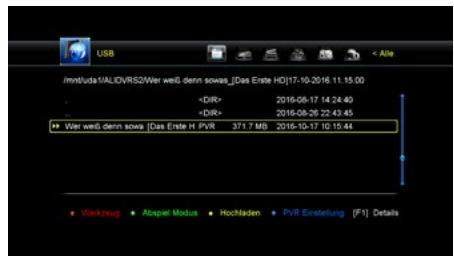 USB < Alle
/mnt/uda1/ALIDVRS2/Wer weiß denn sowas_[Das Erste HD]17-10-2016.11.15.00
. <DIR> 2016-08-17 14:24:40
.. <DIR> 2016-08-26 22:43:45
Wer weiß denn sowa [Das Erste H PVR 371.7 MB 2016-10-17 10:15:44
Werkzeug Abspiel Modus Hochladen PVR Einstellung [F1] Details